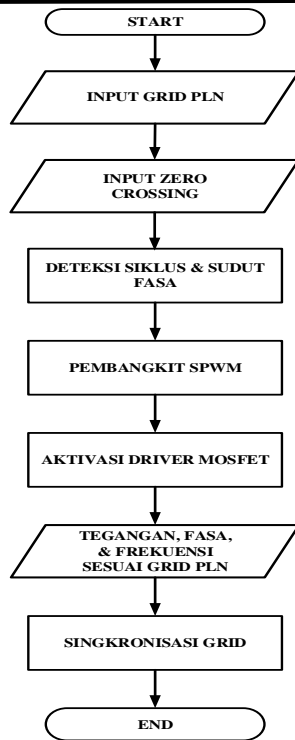 START
INPUT GRID PLN
INPUT ZERO
CROSSING
DETEKSI SIKLUS & SUDUT
FASA
PEMBANGKIT SPWM
AKTIVASI DRIVER MOSFET
TEGANGAN, FASA,
& FREKUENSI
SESUAI GRID PLN
SINGKRONISASI GRID
END